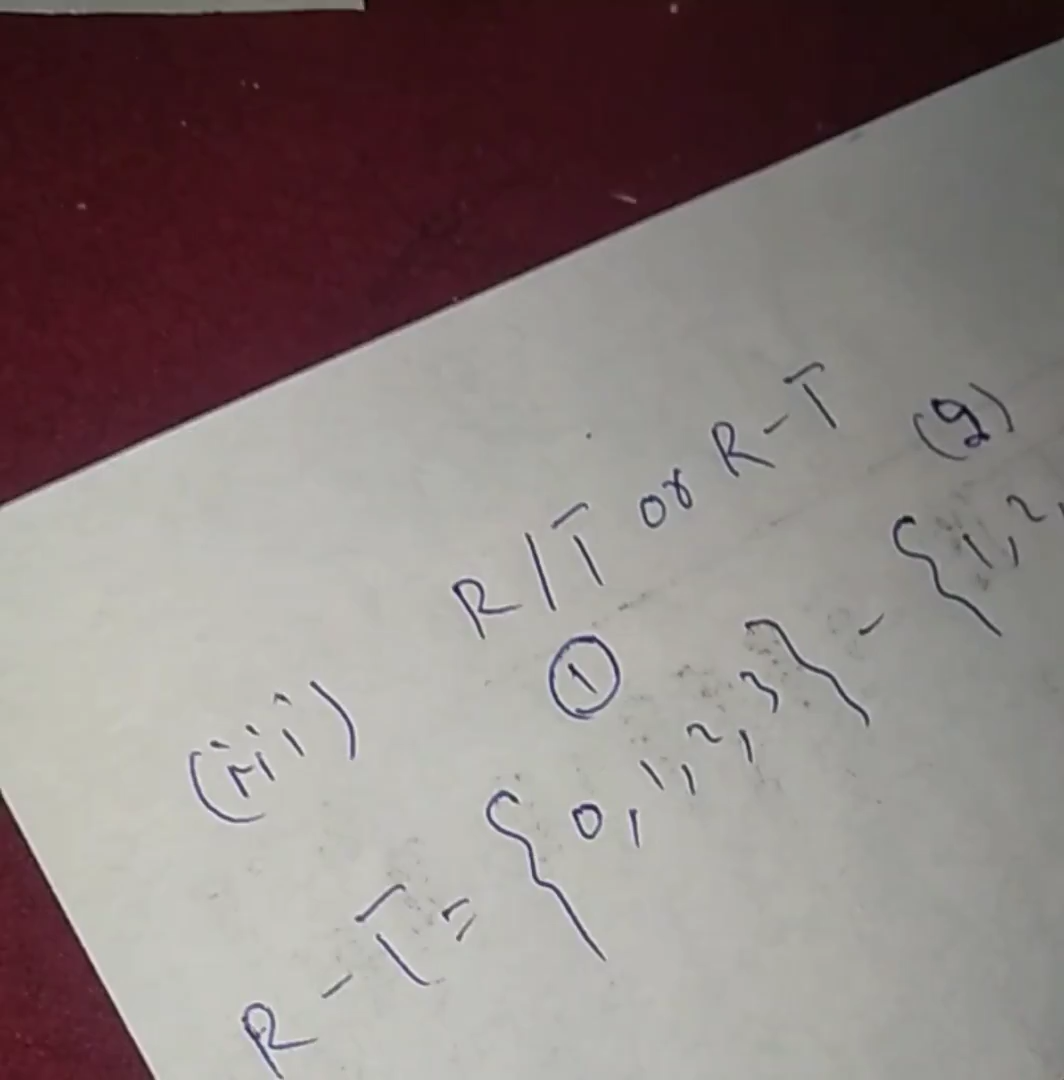 (iii) R/T or R-T
① (2)
R-T = {0,1,2,3} - {1,2,